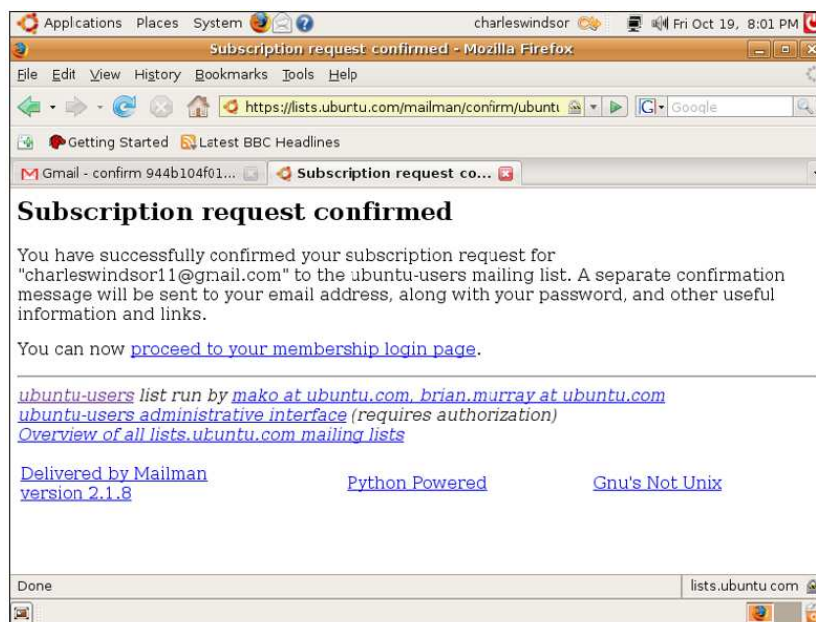 Applications Places System charleswindsor Fri Oct 19, 8:01 PM
Subscription request confirmed - Mozilla Firefox
File Edit View History Bookmarks Tools Help
https://lists.ubuntu.com/mailman/confirm/ubuntu G Google
Getting Started Latest BBC Headlines
Gmail - confirm 944b104f01... Subscription request co...
Subscription request confirmed
You have successfully confirmed your subscription request for
"charleswindsor11@gmail.com" to the ubuntu-users mailing list. A separate confirmation
message will be sent to your email address, along with your password, and other useful
information and links.
You can now proceed to your membership login page.
ubuntu-users list run by mako at ubuntu.com, brian.murray at ubuntu.com
ubuntu-users administrative interface (requires authorization)
Overview of all lists.ubuntu.com mailing lists
Delivered by Mailman
version 2.1.8
Python Powered
Gnu's Not Unix
Done lists.ubuntu.com